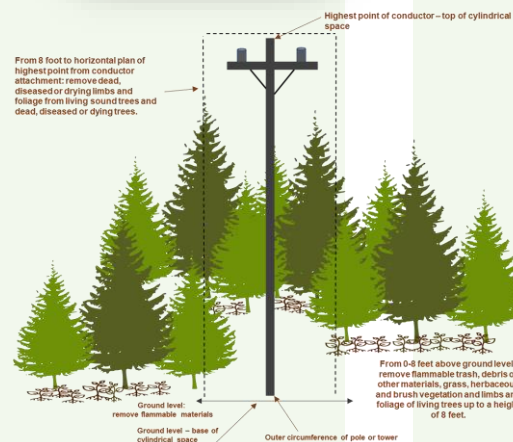 Highest point of conductor – top of cylindrical
space
From 8 foot to horizontal plan of
highest point from conductor
attachment: remove dead,
diseased or drying limbs and
foliage from living sound trees and
dead, diseased or dying trees.
From 0-8 feet above ground level
remove flammable trash, debris o
other materials, grass, herbaceou
and brush vegetation and limbs an
foliage of living trees up to a heigh
of 8 feet.
Ground level:
remove flammable materials
Ground level – base of
cylindrical space
Outer circumference of pole or tower